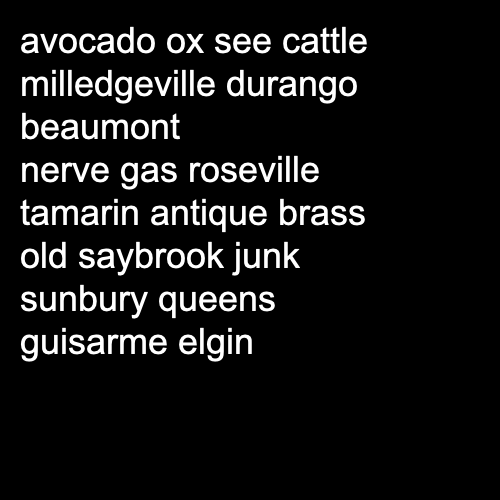 avocado ox see cattle
milledgeville durango
beaumont
nerve gas roseville
tamarin antique brass
old saybrook junk
sunbury queens
guisarme elgin